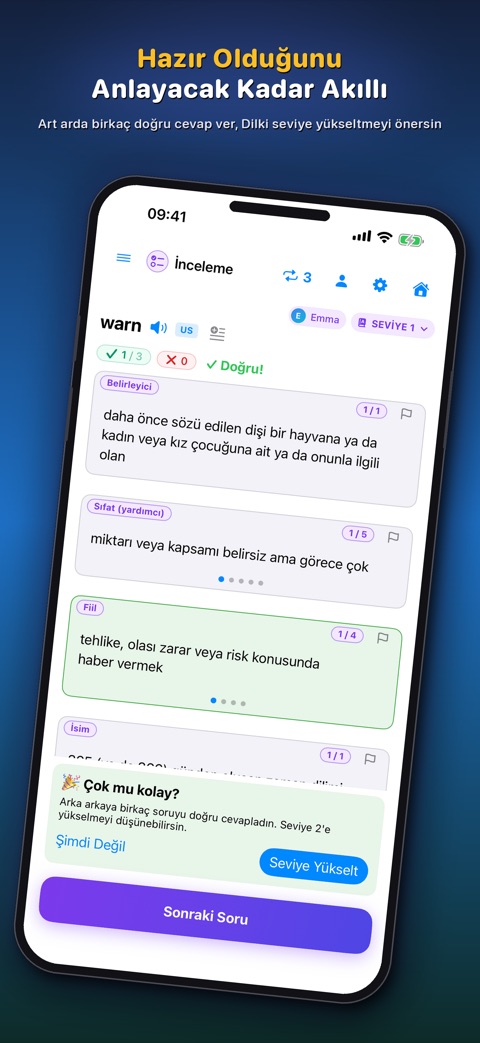 Hazır Olduğunu
Anlayacak Kadar Akıllı
Art arda birkaç doğru cevap ver, Dilki seviye yükseltmeyi önersin
09:41
İnceleme
3
E Emma
SEVİYE 1
warn
US
1 / 3
0
Doğru!
Belirleyici
1 / 1
daha önce sözü edilen dişi bir hayvana ya da
kadın veya kız çocuğuna ait ya da onunla ilgili
olan
Sıfat (yardımcı)
1 / 5
miktarı veya kapsamı belirsiz ama görece çok
Fiil
1 / 4
tehlike, olası zarar veya risk konusunda
haber vermek
İsim
1 / 1
Çok mu kolay?
Arka arkaya birkaç soruyu doğru cevapladın. Seviye 2'e
yükselmeyi düşünebilirsin.
Şimdi Değil
Seviye Yükselt
Sonraki Soru